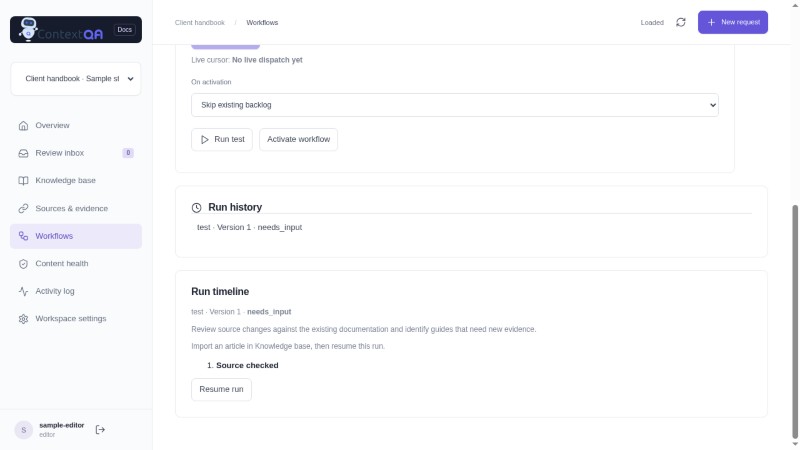 ContextQA
Docs
Client handbook / Workflows
Loaded
New request
Client handbook · Sample st
Live cursor: No live dispatch yet
On activation
Skip existing backlog
Run test
Activate workflow
Overview
Review inbox
Knowledge base
Sources & evidence
Workflows
Content health
Activity log
Workspace settings
Run history
test · Version 1 · needs_input
Run timeline
test · Version 1 · needs_input
Review source changes against the existing documentation and identify guides that need new evidence.
Import an article in Knowledge base, then resume this run.
1. Source checked
Resume run
S
sample-editor
editor